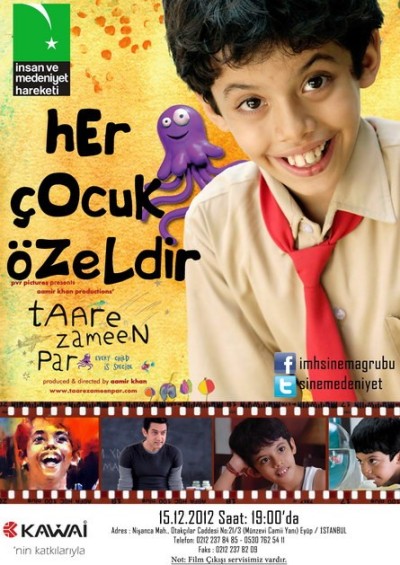 insan ve
medeniyet
hareketi
hEr
çOcuk
öZeLdir
"pvr pictures presents
aamir khan productions"
tAARe
zameeN
Par
EVERY CHILD IS SPECIAL
produced & directed by aamir khan
www.taarezameenpar.com
imhsinemagrubu
sinemedeniyet
15.12.2012 Saat: 19:00'da
KAWAI
'nin katkılarıyla
Adres : Nişanca Mah., Otakçılar Caddesi No:21/3 (Münzevi Camii Yanı) Eyüp / İSTANBUL
Telefon: 0212 237 84 85 - 0530 762 54 11
Faks : 0212 237 82 09
Not: Film Çıkışı servisimiz vardır.